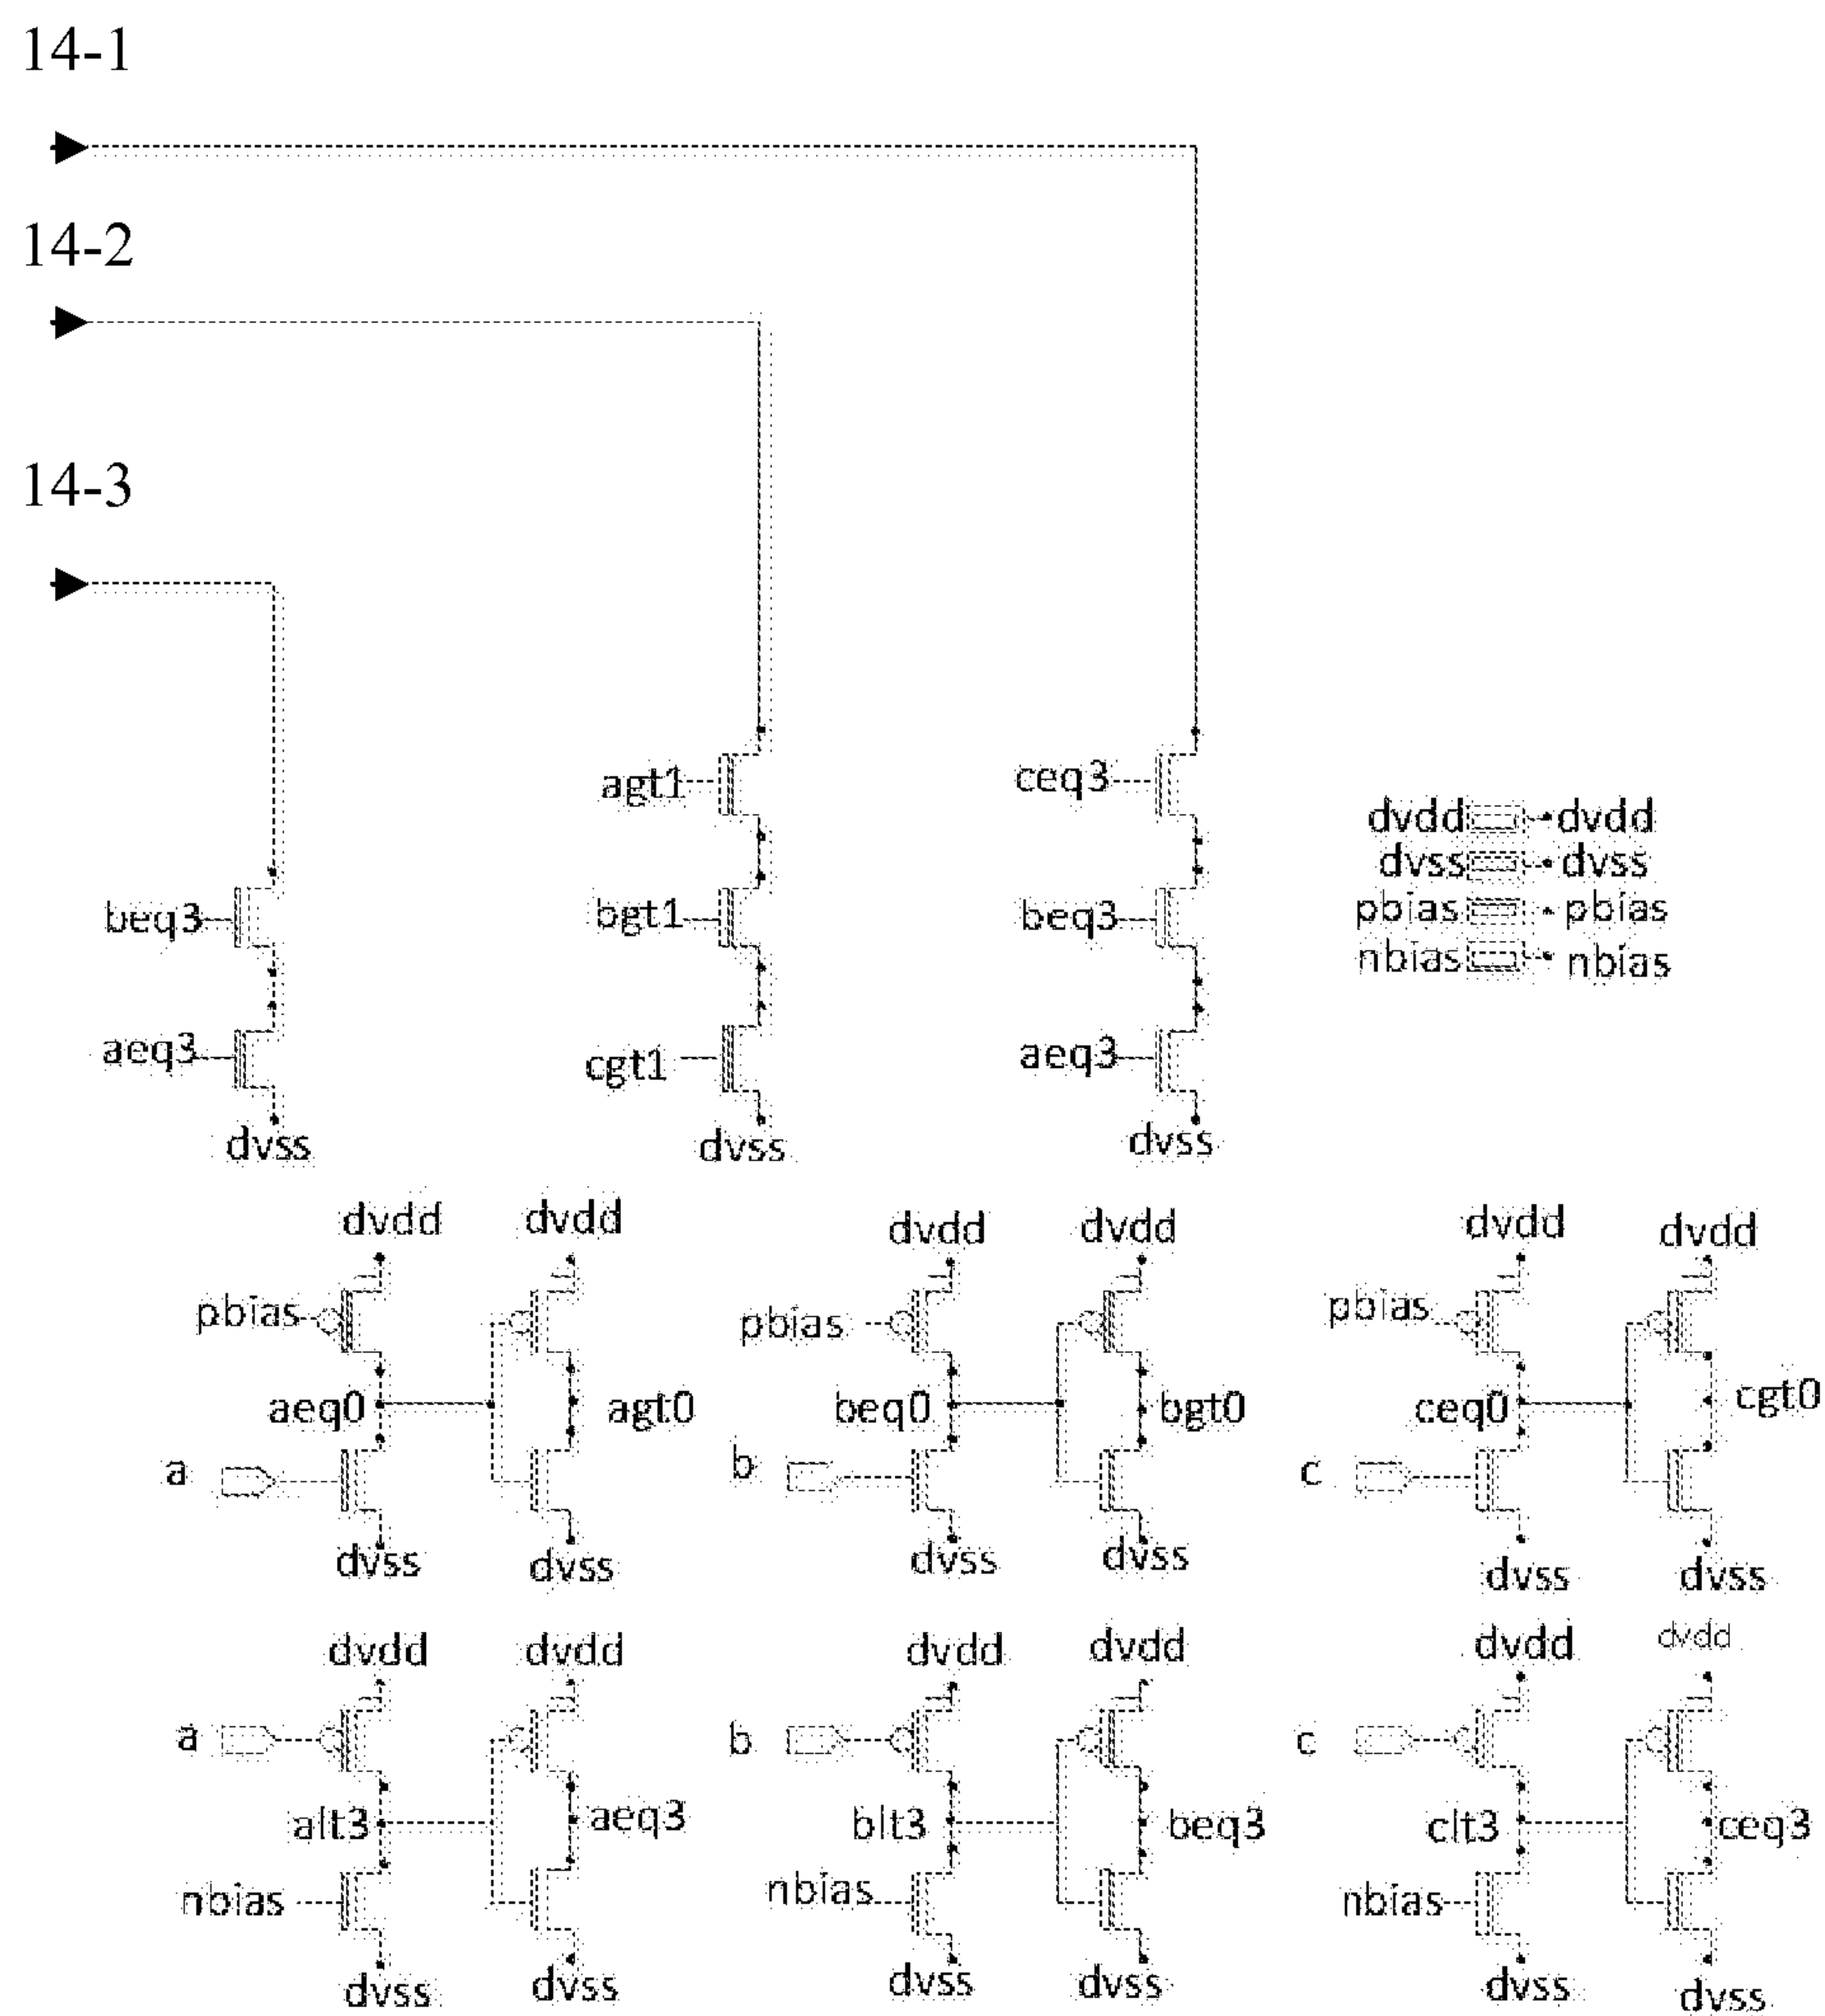 14-1
14-2
14-3
agt1
ceq3
dvdd dvdd
dvss dvss
beq3
bgt1
beq3
pbias pbias
nbias nbias
aeq3
cgt1
aeq3
dvss
dvss
dvss
dvdd
dvdd
dvdd
dvdd
dvdd
dvdd
pbias
pbias
pbias
aeq0
agt0
beq0
bgt0
ceq0
cgt0
a
b
c
dvss
dvss
dvss
dvss
dvss
dvss
dvdd
dvdd
dvdd
dvdd
dvdd
dvdd
a
b
c
alt3
aeq3
blt3
beq3
clt3
ceq3
nbias
nbias
nbias
dvss
dvss
dvss
dvss
dvss
dvss